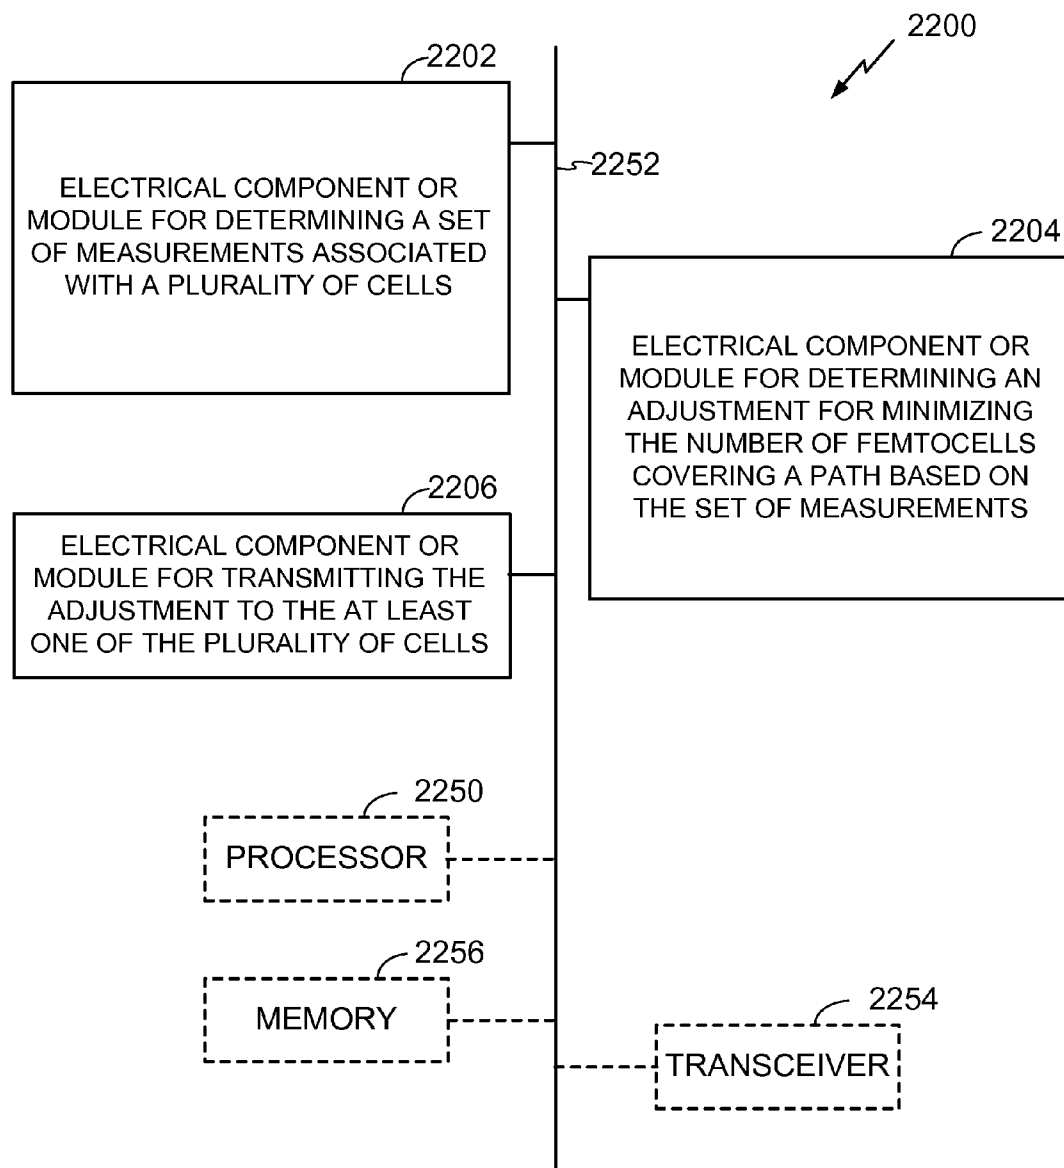 2200
2202
ELECTRICAL COMPONENT OR
MODULE FOR DETERMINING A SET
OF MEASUREMENTS ASSOCIATED
WITH A PLURALITY OF CELLS
2252
2204
ELECTRICAL COMPONENT OR
MODULE FOR DETERMINING AN
ADJUSTMENT FOR MINIMIZING
THE NUMBER OF FEMTOCELLS
COVERING A PATH BASED ON
THE SET OF MEASUREMENTS
2206
ELECTRICAL COMPONENT OR
MODULE FOR TRANSMITTING THE
ADJUSTMENT TO THE AT LEAST
ONE OF THE PLURALITY OF CELLS
2250
PROCESSOR
2256
MEMORY
2254
TRANSCEIVER